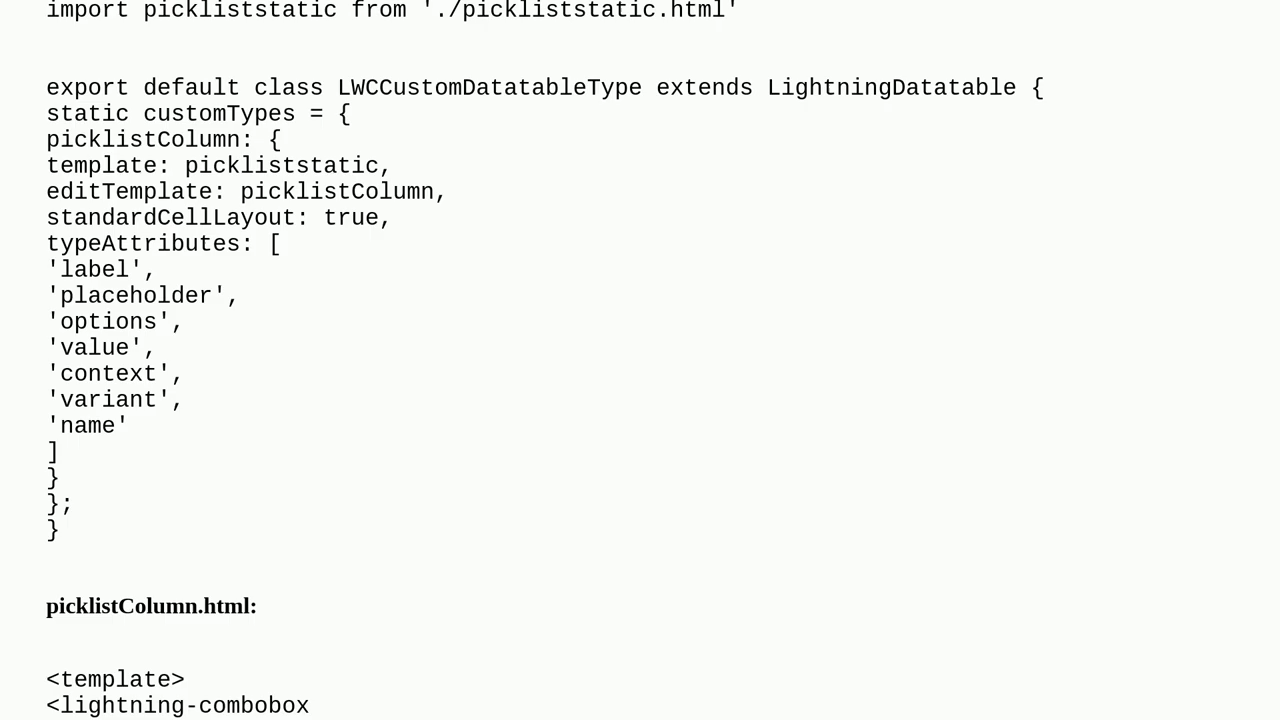 import pickliststatic from './pickliststatic.html'
export default class LWCCustomDatatableType extends LightningDatatable {
static customTypes = {
picklistColumn: {
template: pickliststatic,
editTemplate: picklistColumn,
standardCellLayout: true,
typeAttributes: [
'label',
'placeholder',
'options',
'value',
'context',
'variant',
'name'
]
}
};
}
picklistColumn.html:
<template>
<lightning-combobox